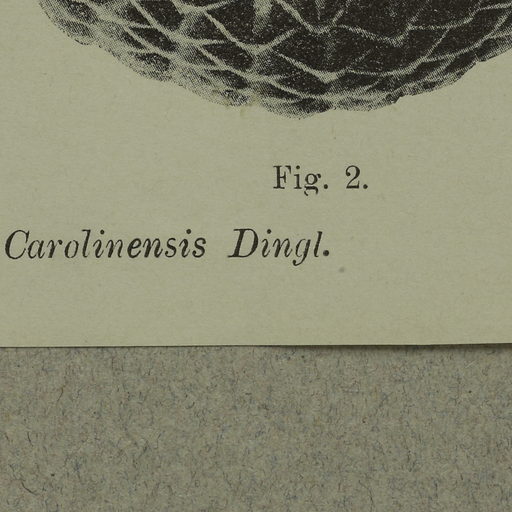 Fig. 2.
Carolinensis Dingl.